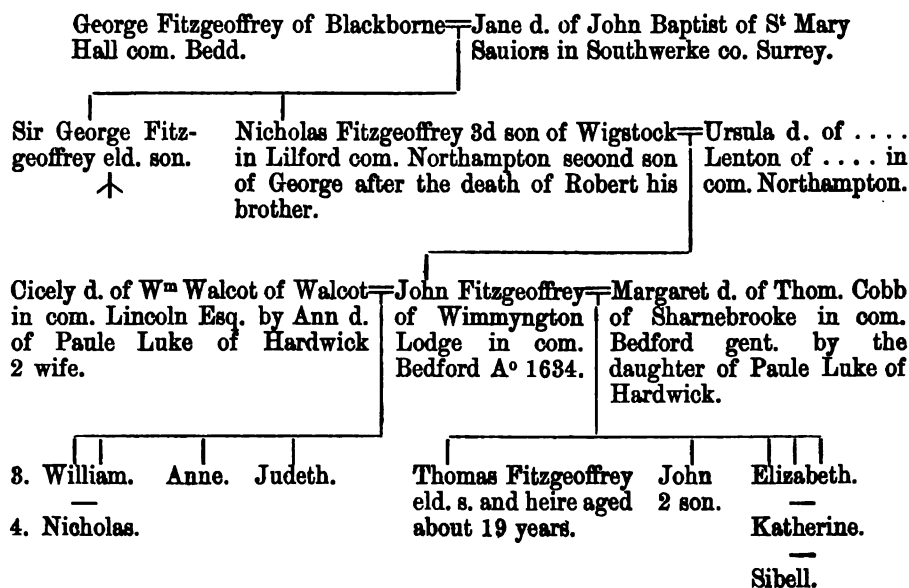 George Fitzgeoffrey of Blackborne
Hall com. Bedd.
Jane d. of John Baptist of Sᵗ Mary
Sauiors in Southwerke co. Surrey.
Sir George Fitz-
geoffrey eld. son.
Nicholas Fitzgeoffrey 3d son of Wigstock
in Lilford com. Northampton second son
of George after the death of Robert his
brother.
Ursula d. of ....
Lenton of .... in
com. Northampton.
Cicely d. of Wᵐ Walcot of Walcot
in com. Lincoln Esq. by Ann d.
of Paule Luke of Hardwick
2 wife.
John Fitzgeoffrey
of Wimmyngton
Lodge in com.
Bedford Aᵒ 1634.
Margaret d. of Thom. Cobb
of Sharnebrooke in com.
Bedford gent. by the
daughter of Paule Luke of
Hardwick.
3. William.
4. Nicholas.
Anne.
Judeth.
Thomas Fitzgeoffrey
eld. s. and heire aged
about 19 years.
John
2 son.
Elizabeth.
Katherine.
Sibell.